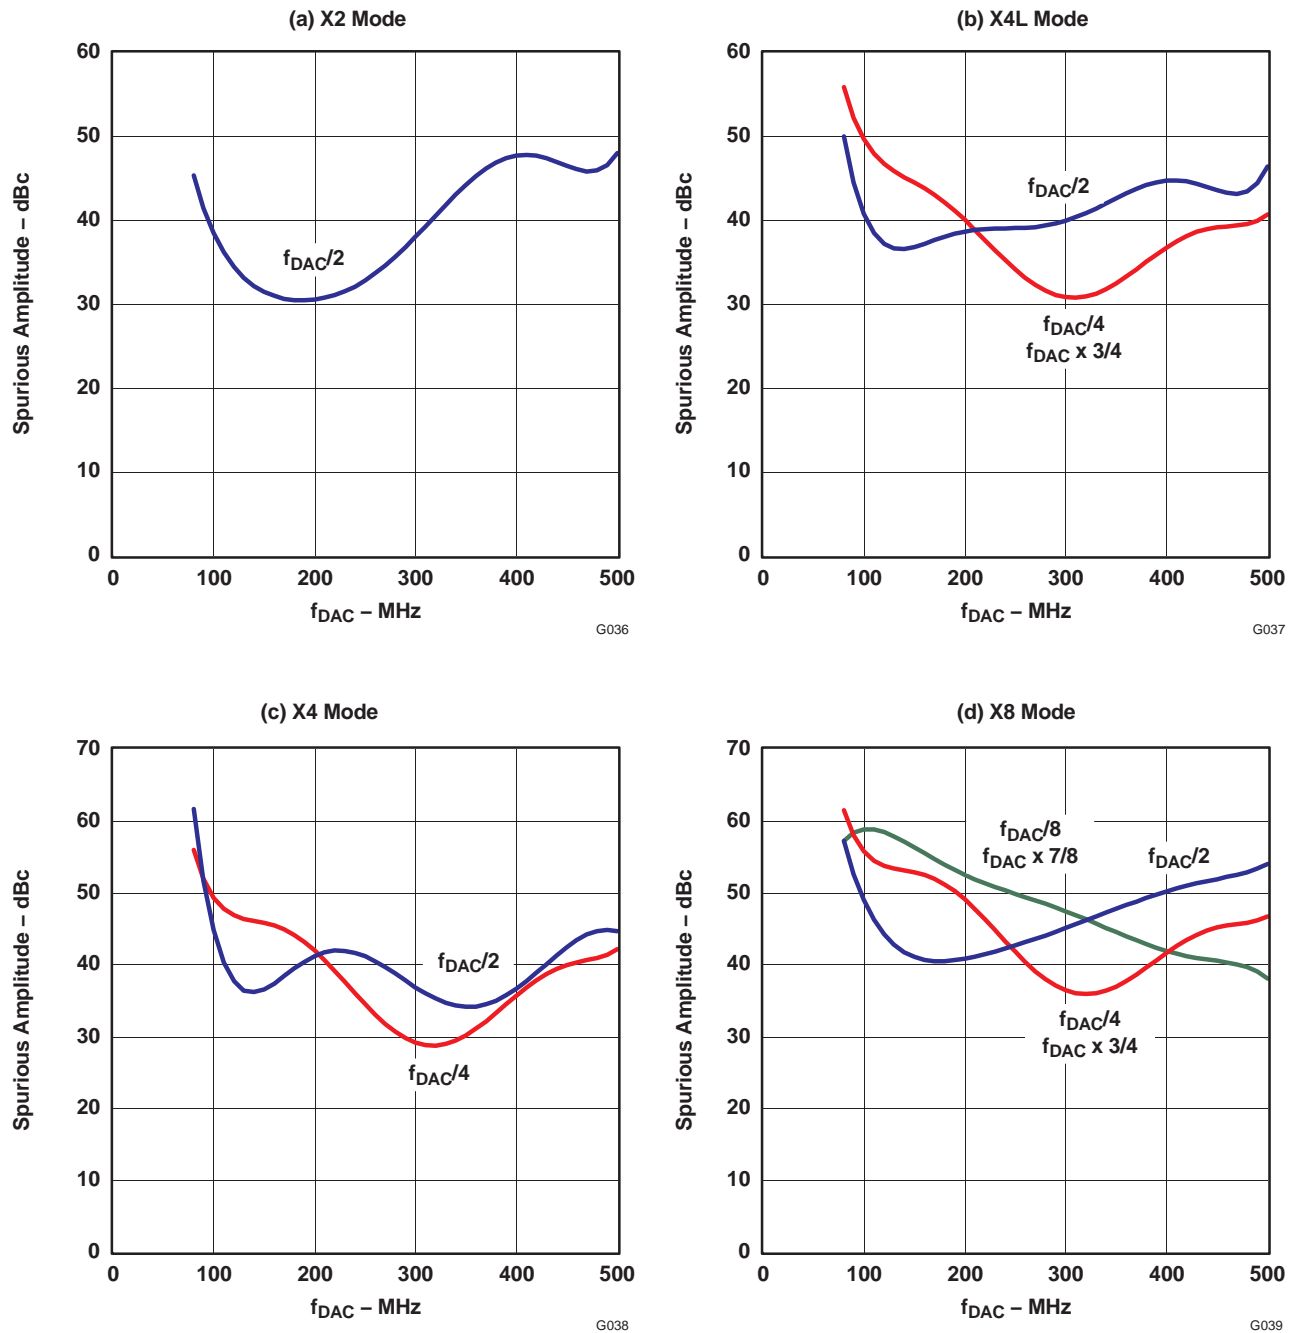 (a) X2 Mode
60
50
40
30
20
10
0
Spurious Amplitude – dBc
fDAC/2
0 100 200 300 400 500
fDAC – MHz
G036
(b) X4L Mode
60
50
40
30
20
10
0
Spurious Amplitude – dBc
fDAC/2
fDAC/4
fDAC x 3/4
0 100 200 300 400 500
fDAC – MHz
G037
(c) X4 Mode
70
60
50
40
30
20
10
0
Spurious Amplitude – dBc
fDAC/2
fDAC/4
0 100 200 300 400 500
fDAC – MHz
G038
(d) X8 Mode
70
60
50
40
30
20
10
0
Spurious Amplitude – dBc
fDAC/8
fDAC x 7/8
fDAC/2
fDAC/4
fDAC x 3/4
0 100 200 300 400 500
fDAC – MHz
G039